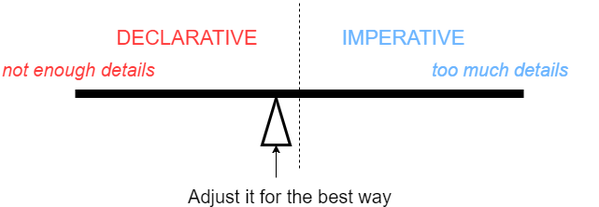 DECLARATIVE
IMPERATIVE
not enough details
too much details
Adjust it for the best way